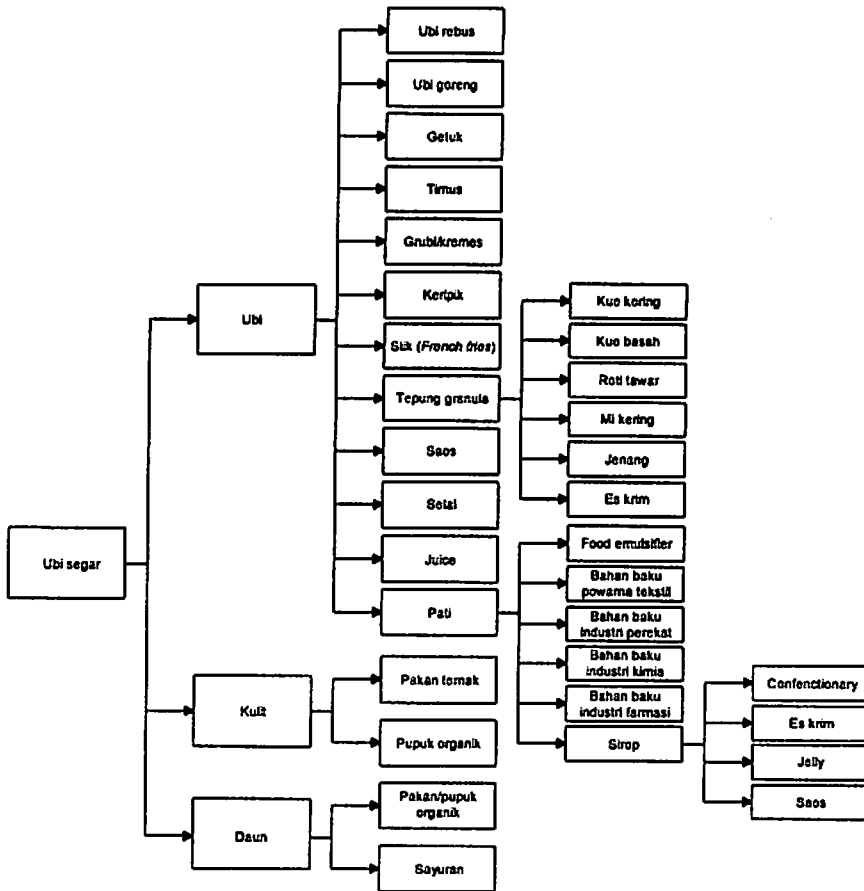 Ubi segar
Ubi
Ubi rebus
Ubi goreng
Getuk
Timus
Grubi/kremes
Keripik
Stik (French fries)
Tepung granula
Kue kering
Kue basah
Roti tawar
Mi kering
Jenang
Es krim
Saos
Selai
Juice
Pati
Food emulsifier
Bahan baku
pewarna tekstil
Bahan baku
industri perekat
Bahan baku
industri kimia
Bahan baku
industri farmasi
Sirop
Confenctionary
Es krim
Jelly
Saos
Kulit
Pakan ternak
Pupuk organik
Daun
Pakan/pupuk
organik
Sayuran